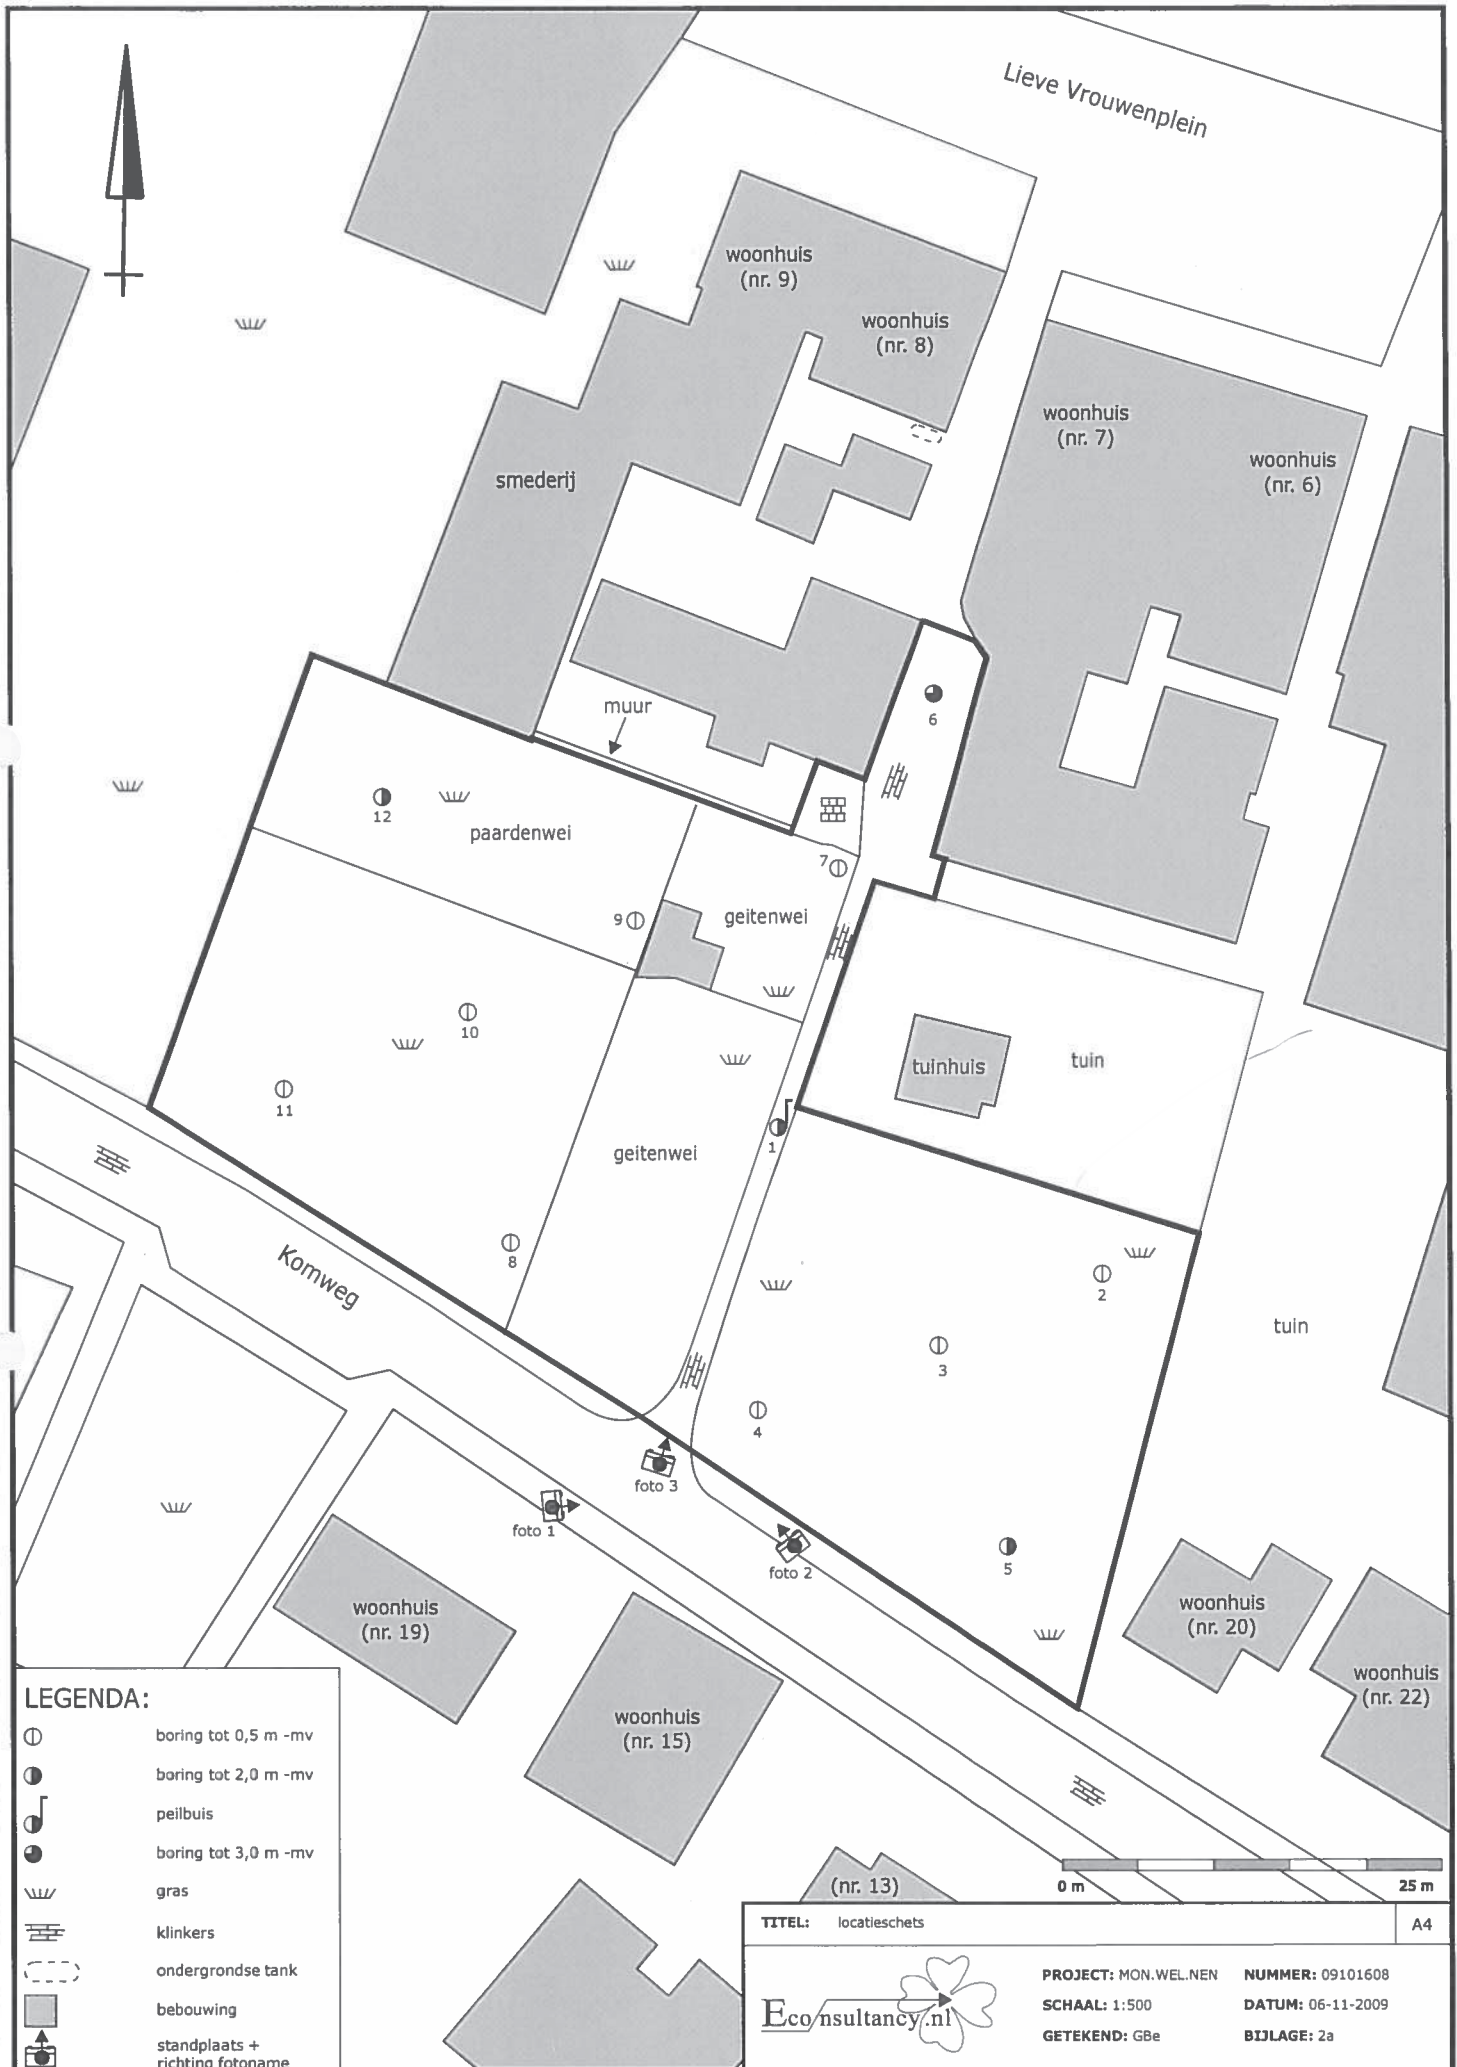 Lieve Vrouwenplein
woonhuis
(nr. 9)
woonhuis
(nr. 8)
woonhuis
(nr. 7)
woonhuis
(nr. 6)
smederij
muur
6
12
paardenwei
7
9
geitenwei
10
11
tuinhuis
tuin
1
geitenwei
8
Komweg
2
3
tuin
4
foto 3
foto 1
foto 2
5
woonhuis
(nr. 19)
woonhuis
(nr. 20)
woonhuis
(nr. 22)
woonhuis
(nr. 15)
(nr. 13)
LEGENDA:
boring tot 0,5 m -mv
boring tot 2,0 m -mv
peilbuis
boring tot 3,0 m -mv
gras
klinkers
ondergrondse tank
bebouwing
standplaats +
richting fotoname
0 m 25 m
TITEL: locatieschets A4
Econsultancy.nl
PROJECT: MON.WEL.NEN NUMMER: 09101608
SCHAAL: 1:500 DATUM: 06-11-2009
GETEKEND: GBe BIJLAGE: 2a